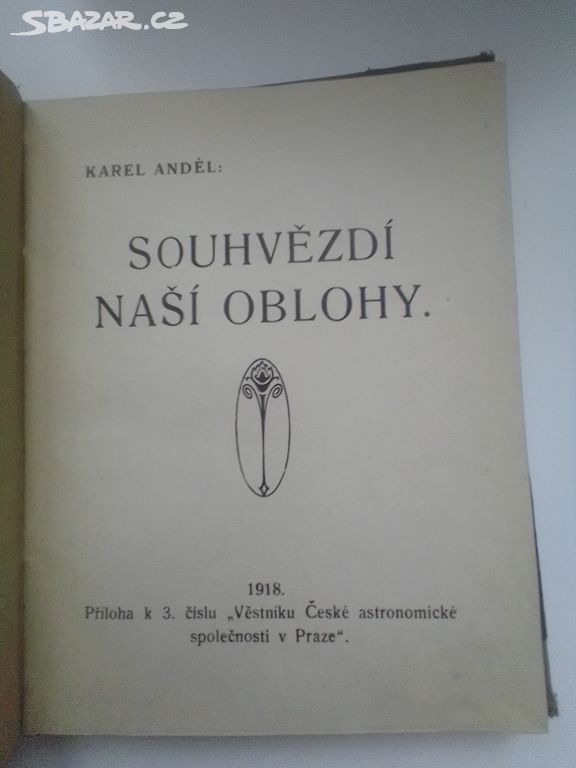 SBAZAR.CZ
KAREL ANDĚL:
SOUHVĚZDÍ
NAŠÍ OBLOHY.
1918.
Příloha k 3. číslu „Věstníku České astronomické
společnosti v Praze“.